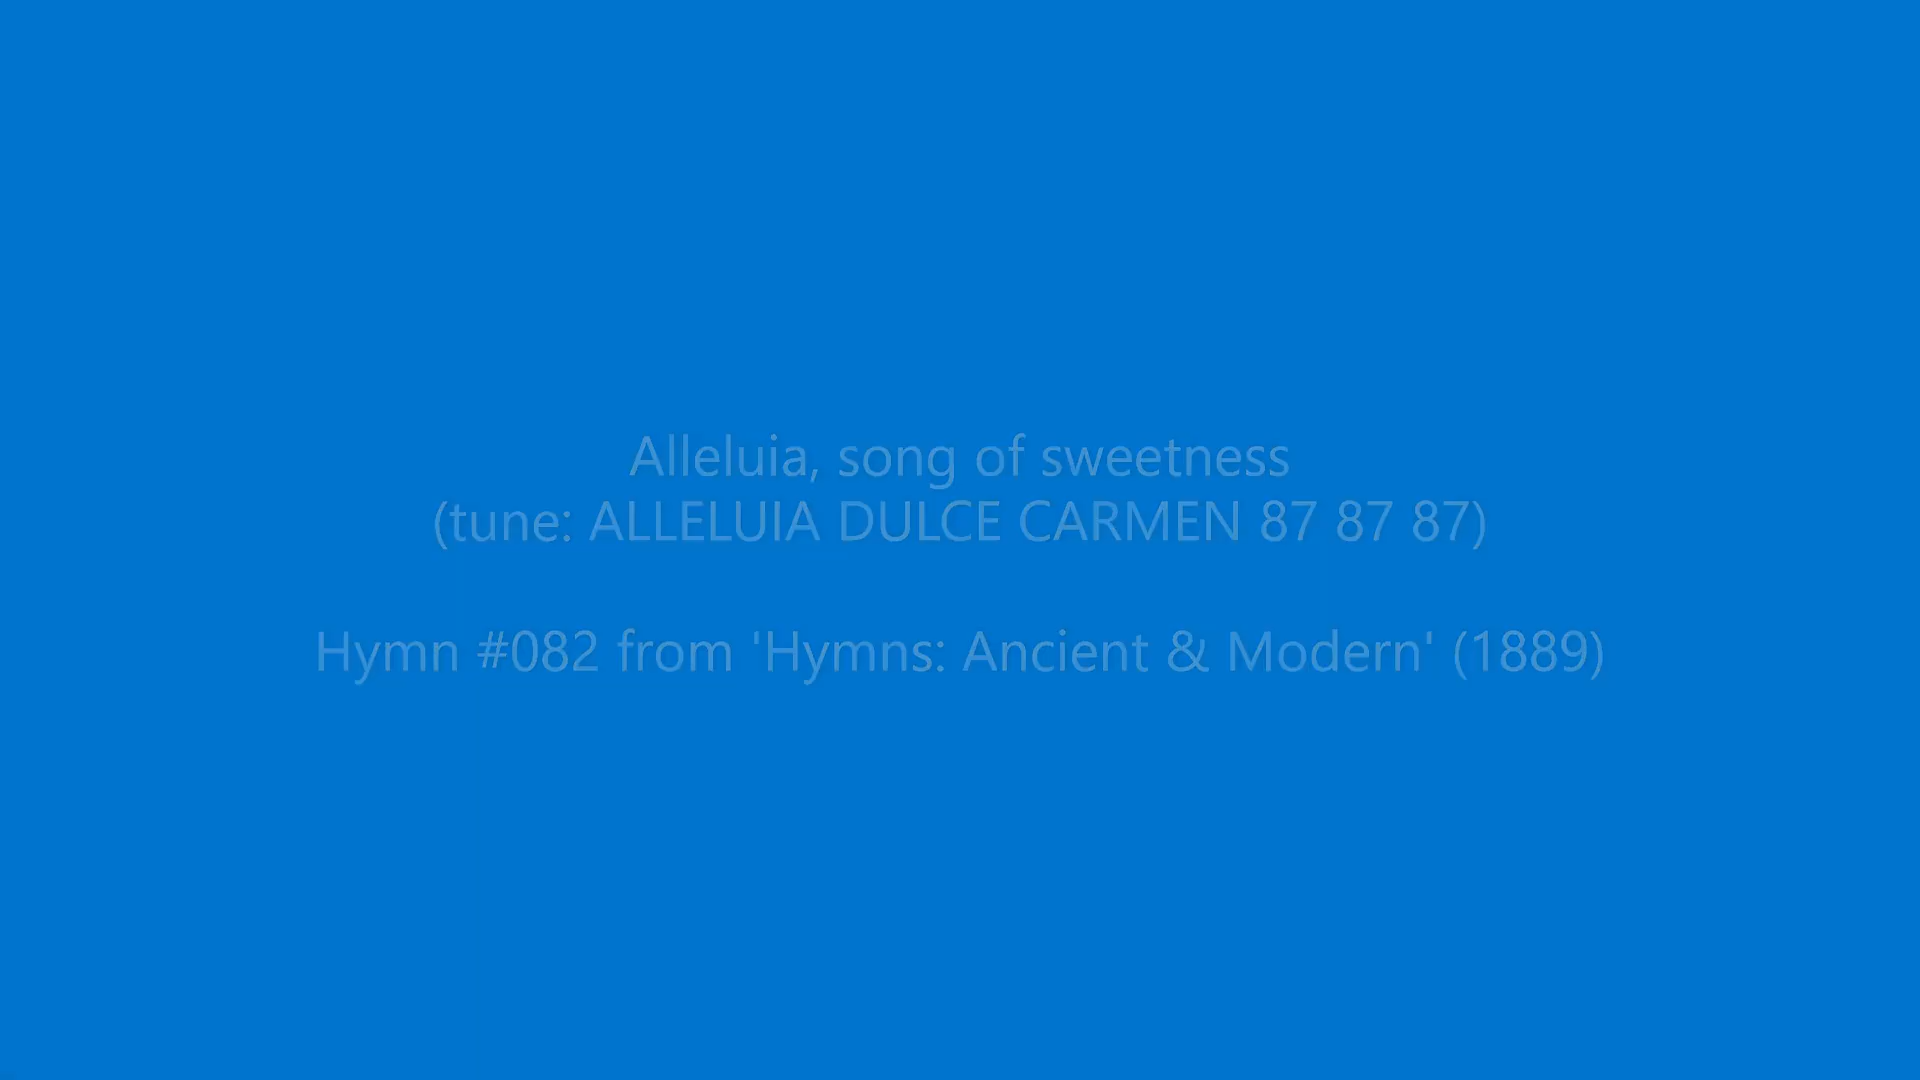 Alleluia, song of sweetness
(tune: ALLELUIA DULCE CARMEN 87 87 87)
Hymn #082 from 'Hymns: Ancient & Modern' (1889)